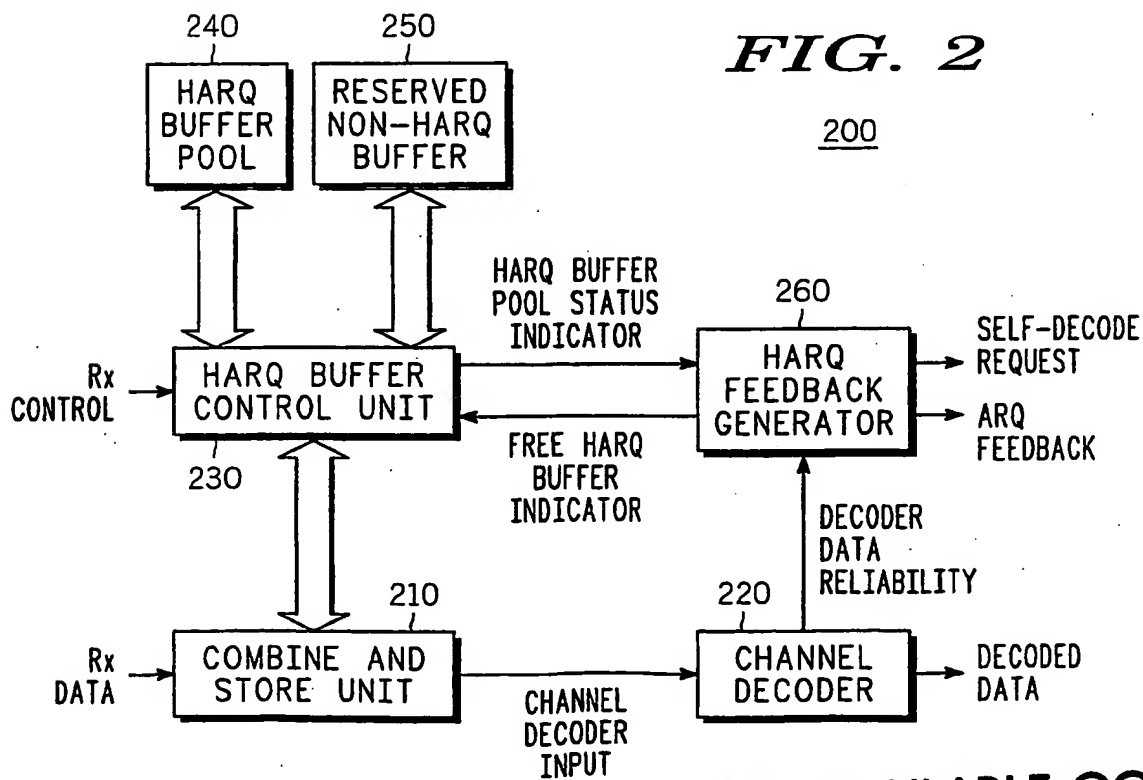 240
250
FIG. 2
200
HARQ
BUFFER
POOL
RESERVED
NON-HARQ
BUFFER
HARQ BUFFER
POOL STATUS
INDICATOR
260
Rx
CONTROL
HARQ BUFFER
CONTROL UNIT
230
HARQ
FEEDBACK
GENERATOR
SELF-DECODE
REQUEST
ARQ
FEEDBACK
FREE HARQ
BUFFER
INDICATOR
DECODER
DATA
RELIABILITY
210
220
Rx
DATA
COMBINE AND
STORE UNIT
CHANNEL
DECODER
INPUT
CHANNEL
DECODER
DECODED
DATA